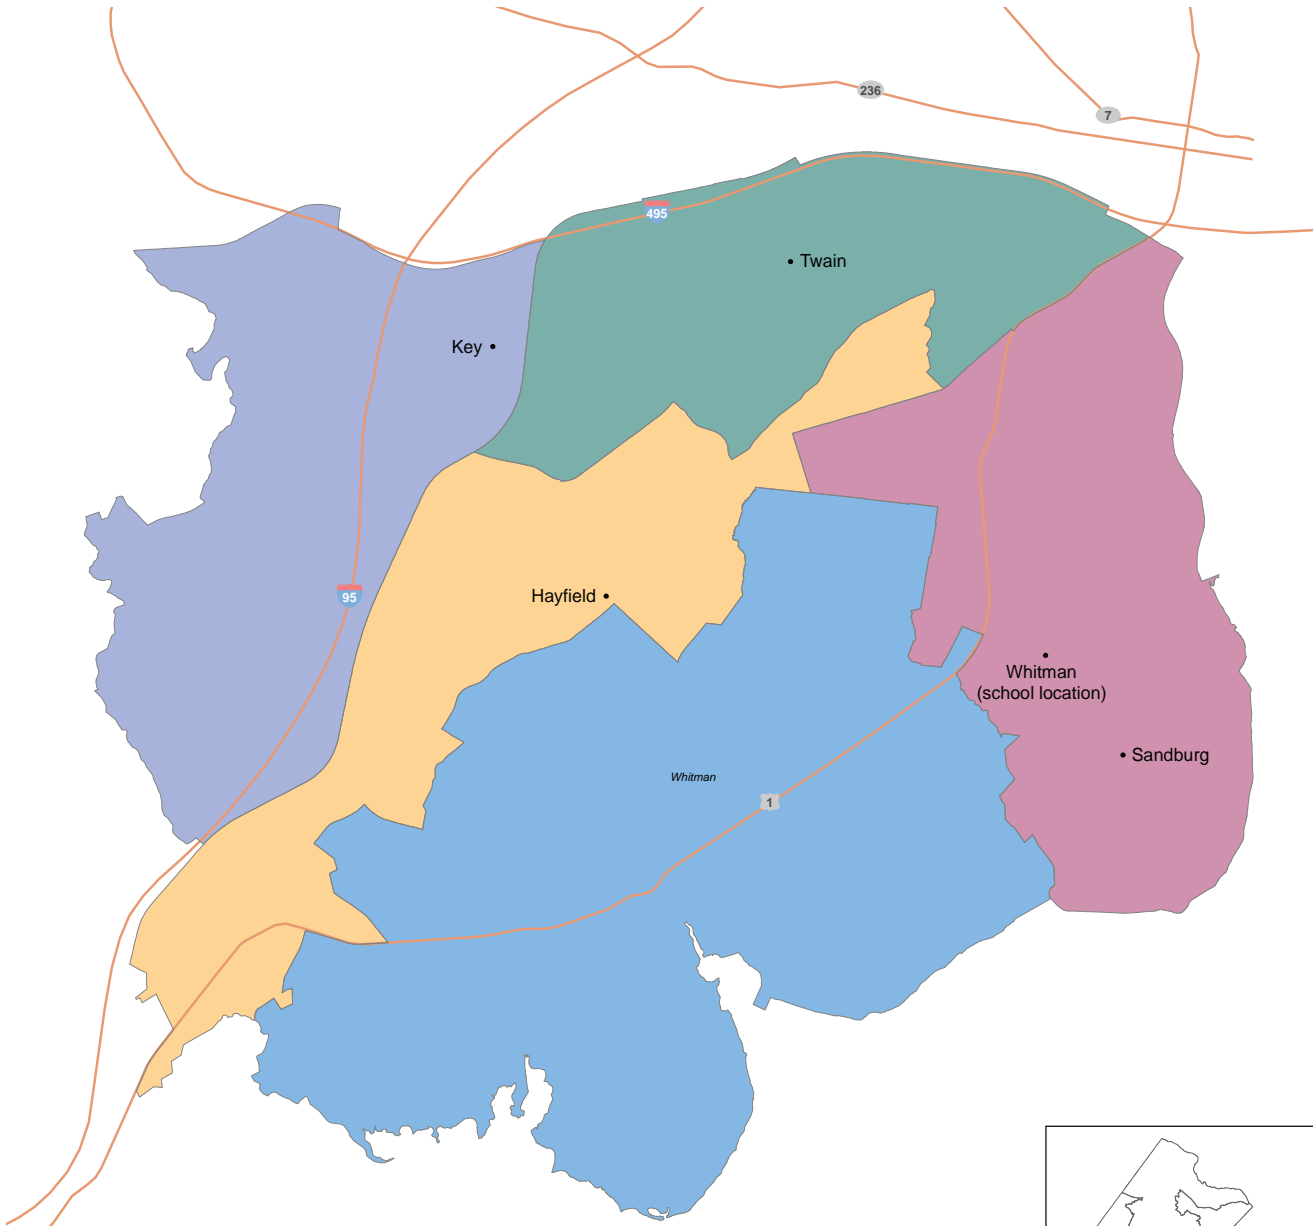 236
7
495
Twain
Key
95
Hayfield
Whitman
(school location)
Sandburg
Whitman
1